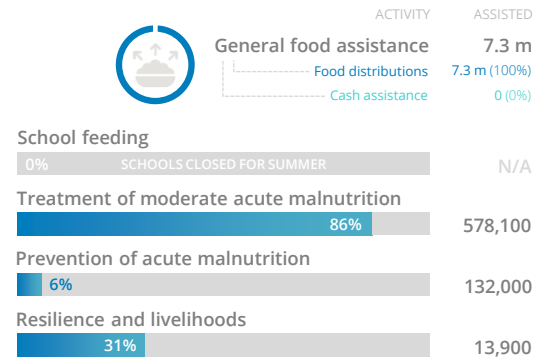 ACTIVITY ASSISTED
General food assistance 7.3 m
Food distributions 7.3 m (100%)
Cash assistance 0 (0%)
School feeding
0% SCHOOLS CLOSED FOR SUMMER N/A
Treatment of moderate acute malnutrition
86% 578,100
Prevention of acute malnutrition
6% 132,000
Resilience and livelihoods
31% 13,900